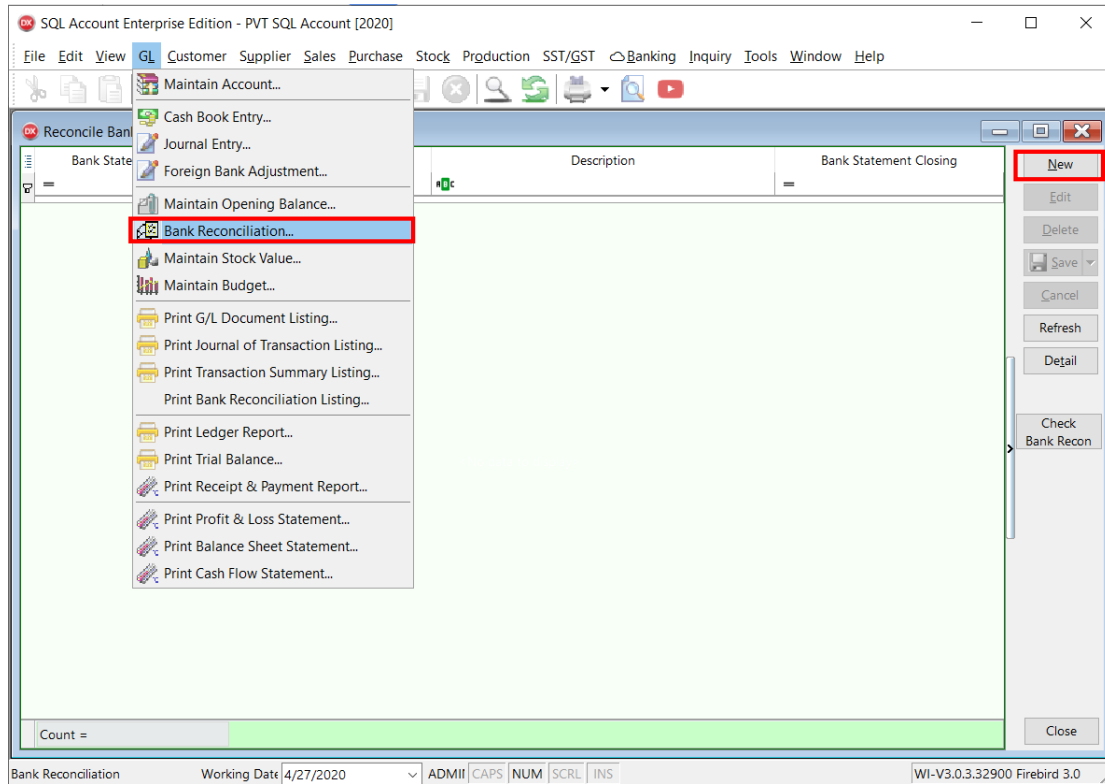 SQL Account Enterprise Edition - PVT SQL Account [2020]
File Edit View GL Customer Supplier Sales Purchase Stock Production SST/GST Banking Inquiry Tools Window Help
Maintain Account...
Cash Book Entry...
Journal Entry...
Foreign Bank Adjustment...
Maintain Opening Balance...
Bank Reconciliation...
Maintain Stock Value...
Maintain Budget...
Print G/L Document Listing...
Print Journal of Transaction Listing...
Print Transaction Summary Listing...
Print Bank Reconciliation Listing...
Print Ledger Report...
Print Trial Balance...
Print Receipt & Payment Report...
Print Profit & Loss Statement...
Print Balance Sheet Statement...
Print Cash Flow Statement...
Reconcile Ban
Bank State Description Bank Statement Closing
= =
New
Edit
Delete
Save
Cancel
Refresh
Detail
Check
Bank Recon
Close
Count =
Bank Reconciliation Working Date 4/27/2020 ADMII CAPS NUM SCRL INS WI-V3.0.3.32900 Firebird 3.0